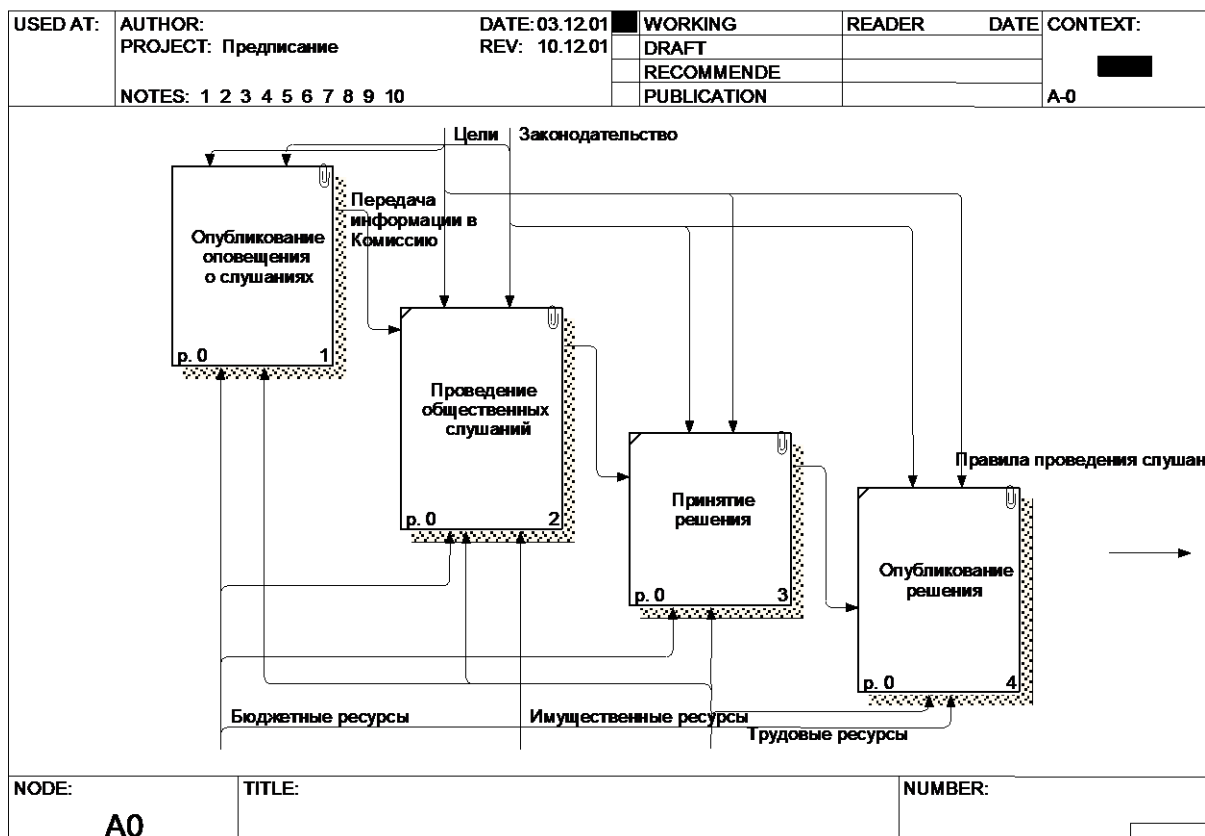 USED AT:
AUTHOR:
DATE: 03.12.01
PROJECT: Предписание
REV: 10.12.01
NOTES: 1 2 3 4 5 6 7 8 9 10
WORKING
DRAFT
RECOMMENDE
PUBLICATION
READER
DATE
CONTEXT:
A-0
Цели
Законодательство
Опубликование
оповещения
о слушаниях
р. 0
1
Передача
информации в
Комиссию
Проведение
общественных
слушаний
р. 0
2
Принятие
решения
р. 0
3
Правила проведения слушан
Опубликование
решения
р. 0
4
Бюджетные ресурсы
Имущественные ресурсы
Трудовые ресурсы
NODE:
A0
TITLE:
NUMBER: